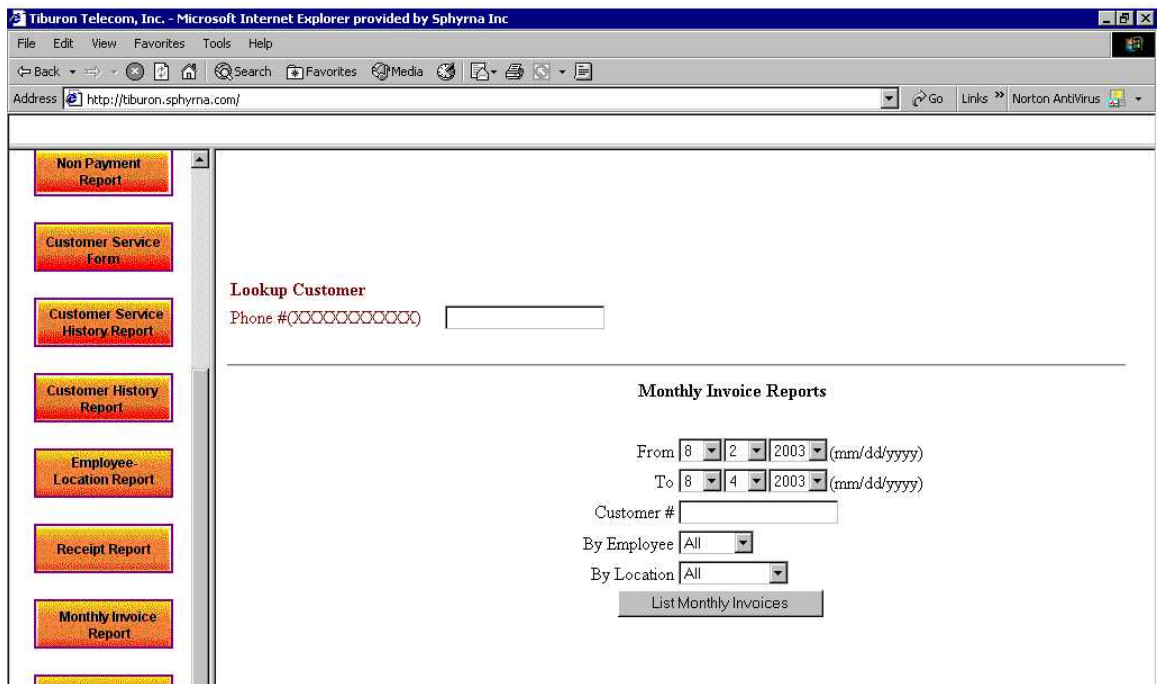 Tiburon Telecom, Inc. - Microsoft Internet Explorer provided by Sphyrna Inc
File Edit View Favorites Tools Help
Back Search Favorites Media
Address http://tiburon.sphyrna.com/ Go Links » Norton AntiVirus
Non Payment
Report
Customer Service
Form
Customer Service
History Report
Customer History
Report
Employee-
Location Report
Receipt Report
Monthly Invoice
Report
Lookup Customer
Phone #(XXXXXXXXXXX)
Monthly Invoice Reports
From 8 2 2003 (mm/dd/yyyy)
To 8 4 2003 (mm/dd/yyyy)
Customer #
By Employee All
By Location All
List Monthly Invoices